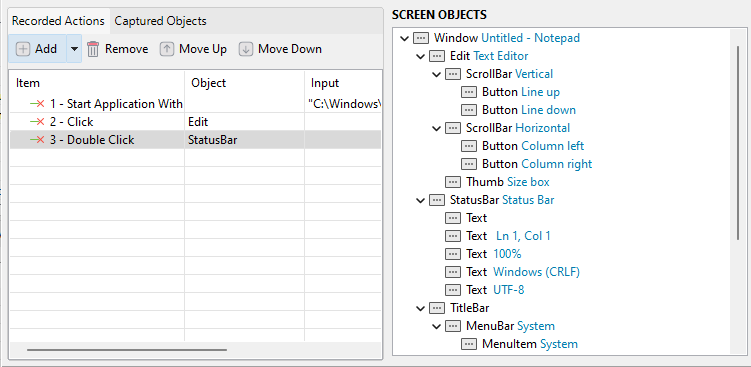 Recorded Actions Captured Objects
Add Remove Move Up Move Down
Item Object Input
1 - Start Application With "C:\Windows\
2 - Click Edit
3 - Double Click StatusBar
SCREEN OBJECTS
Window Untitled - Notepad
Edit Text Editor
ScrollBar Vertical
Button Line up
Button Line down
ScrollBar Horizontal
Button Column left
Button Column right
Thumb Size box
StatusBar Status Bar
Text
Text Ln 1, Col 1
Text 100%
Text Windows (CRLF)
Text UTF-8
TitleBar
MenuBar System
MenuItem System